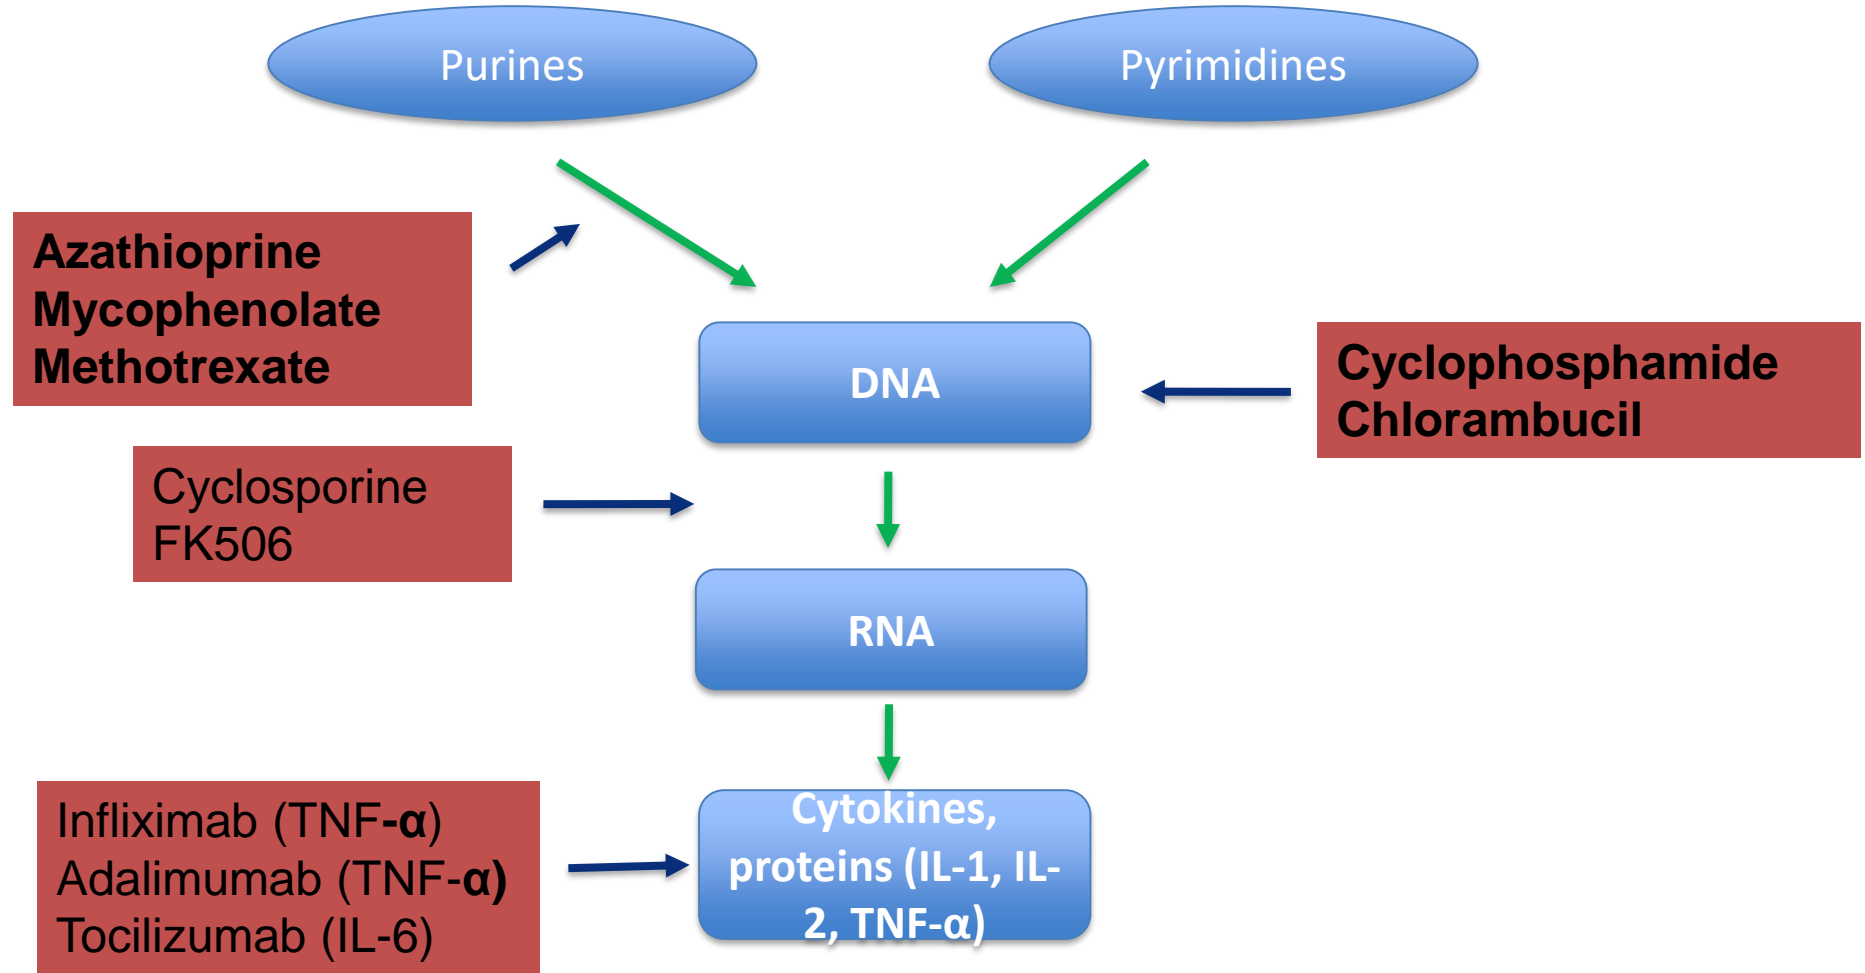 Purines
Pyrimidines
Azathioprine
Mycophenolate
Methotrexate
DNA
Cyclophosphamide
Chlorambucil
Cyclosporine
FK506
RNA
Infliximab (TNF-α)
Adalimumab (TNF-α)
Tocilizumab (IL-6)
Cytokines,
proteins (IL-1, IL-
2, TNF-α)